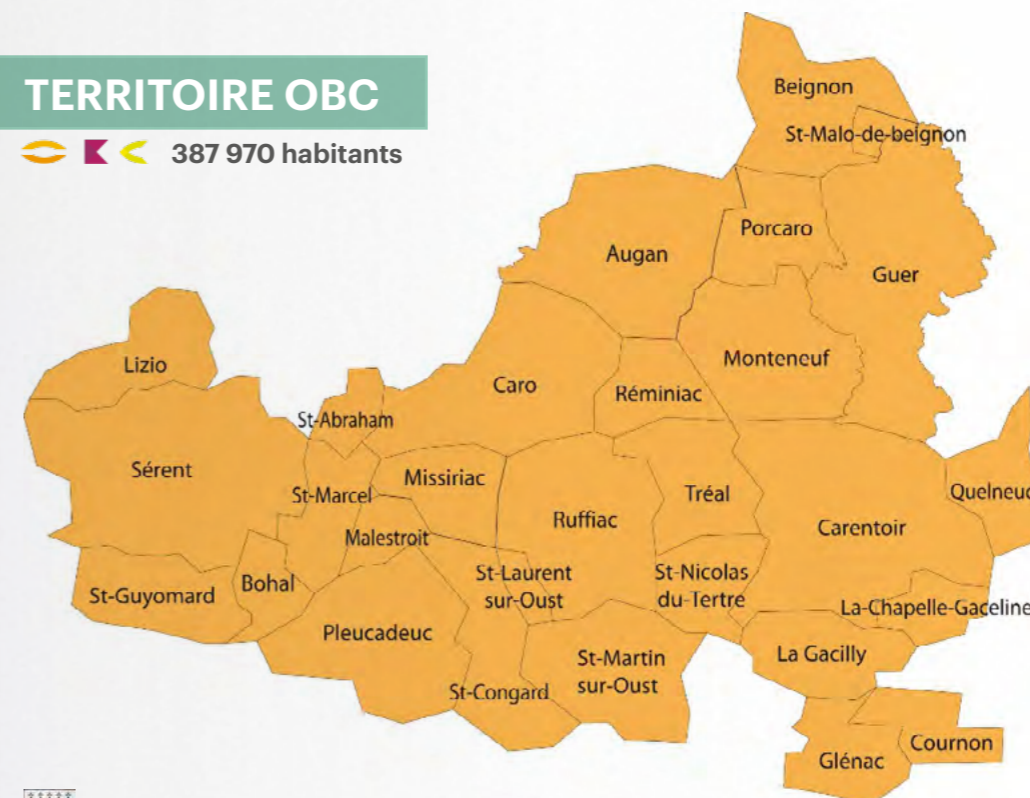 TERRITOIRE OBC
387 970 habitants
Beignon
St-Malo-de-beignon
Porcaro
Augan
Guer
Lizio
Monteneuf
Caro
Réminiac
St-Abraham
Sérent
Missiriac
St-Marcel
Tréal
Quelneuc
Ruffiac
Carentoir
Malestroit
St-Laurent
sur-Oust
St-Nicolas
du-Tertre
Bohal
St-Guyomard
La-Chapelle-Gaceline
Pleucadeuc
La Gacilly
St-Martin
sur-Oust
St-Congard
Cournon
Glénac